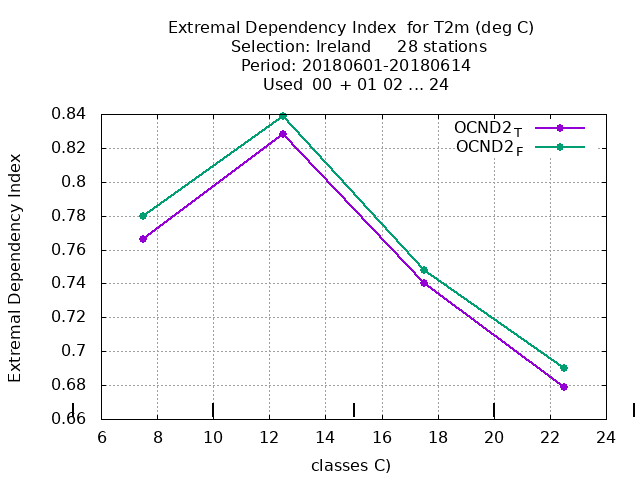 Extremal Dependency Index  for T2m (deg C)
Selection: Ireland     28 stations
Period: 20180601-20180614
Used  00 + 01 02 ... 24
OCND2T
OCND2F
Extremal Dependency Index
0.84
0.82
0.8
0.78
0.76
0.74
0.72
0.7
0.68
0.66
6 8 10 12 14 16 18 20 22 24
classes C)